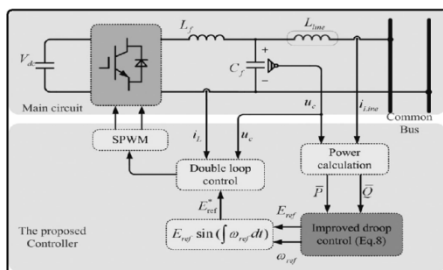 L_f
L_line
V_dc
+
C_f
−
Main circuit
u_c
i_Line
Common
Bus
SPWM
i_L
u_c
Power
calculation
Double loop
control
P̅
Q̅
E*_ref
The proposed
Controller
E_ref sin(∫ω_ref dt)
E_ref
ω_ref
Improved droop
control (Eq.8)